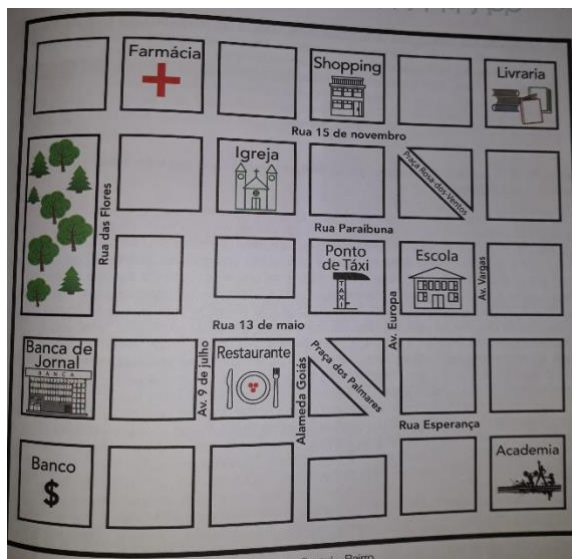 Farmácia
Shopping
Livraria
Rua 15 de novembro
Igreja
Praça Rosa dos Ventos
Rua das Flores
Rua Paraibuna
Ponto
de Táxi
TAXI
Escola
Av. Europa
Av. Vargas
Rua 13 de maio
Banca de
Jornal
BANCA
Av. 9 de julho
Restaurante
Alameda Goiás
Praça dos Palmares
Rua Esperança
Banco
$
Academia
Bairro